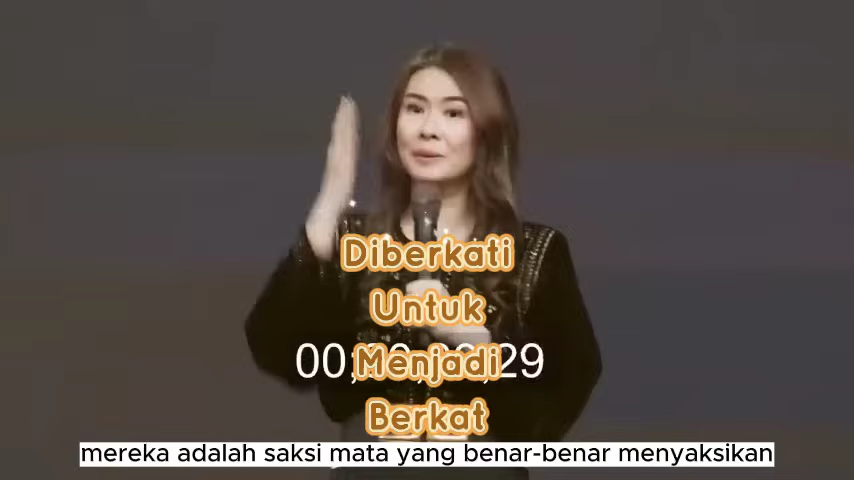 Diberkati
Untuk
Menjadi
Berkat
mereka adalah saksi mata yang benar-benar menyaksikan